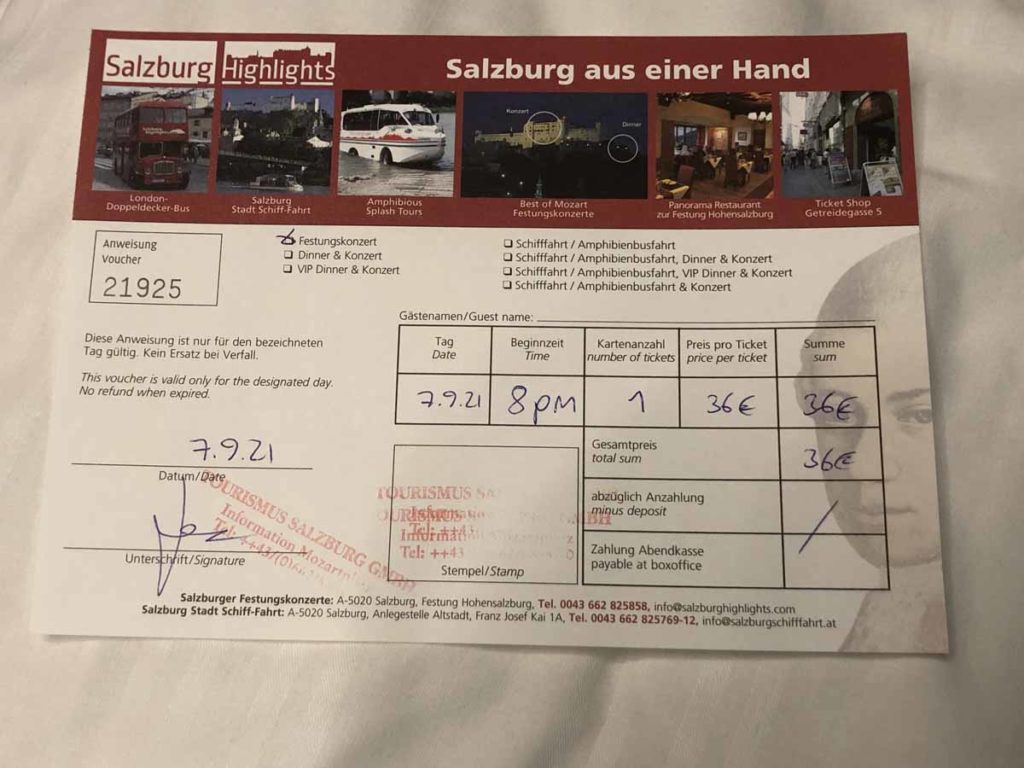 Salzburg Highlights
Salzburg aus einer Hand
Konzert
Dinner
London-
Doppeldecker-Bus
Salzburg
Stadt Schiff-Fahrt
Amphibious
Splash Tours
Best of Mozart
Festungskonzerte
Panorama Restaurant
zur Festung Hohensalzburg
Ticket Shop
Getreidegasse 5
Anweisung
Voucher
21925
Festungskonzert
Dinner & Konzert
VIP Dinner & Konzert
Schifffahrt / Amphibienbusfahrt
Schifffahrt / Amphibienbusfahrt, Dinner & Konzert
Schifffahrt / Amphibienbusfahrt, VIP Dinner & Konzert
Schifffahrt / Amphibienbusfahrt & Konzert
Gästenamen/Guest name:
Diese Anweisung ist nur für den bezeichneten
Tag gültig. Kein Ersatz bei Verfall.
This voucher is valid only for the designated day.
No refund when expired.
Tag
Date
Beginnzeit
Time
Kartenanzahl
number of tickets
Preis pro Ticket
price per ticket
Summe
sum
7.9.21
8 pm
1
36€
36€
Gesamtpreis
total sum
36€
abzüglich Anzahlung
minus deposit
Zahlung Abendkasse
payable at boxoffice
7.9.21
Datum/Date
TOURISMUS SALZBURG GMBH
Information
Tel: ++43/(0)
Unterschrift/Signature
TOURISMUS
Tel: ++43
Stempel/Stamp
Salzburger Festungskonzerte: A-5020 Salzburg, Festung Hohensalzburg, Tel. 0043 662 825858, info@salzburghighlights.com
Salzburg Stadt Schiff-Fahrt: A-5020 Salzburg, Anlegestelle Altstadt, Franz Josef Kai 1A, Tel. 0043 662 825769-12, info@salzburgschifffahrt.at